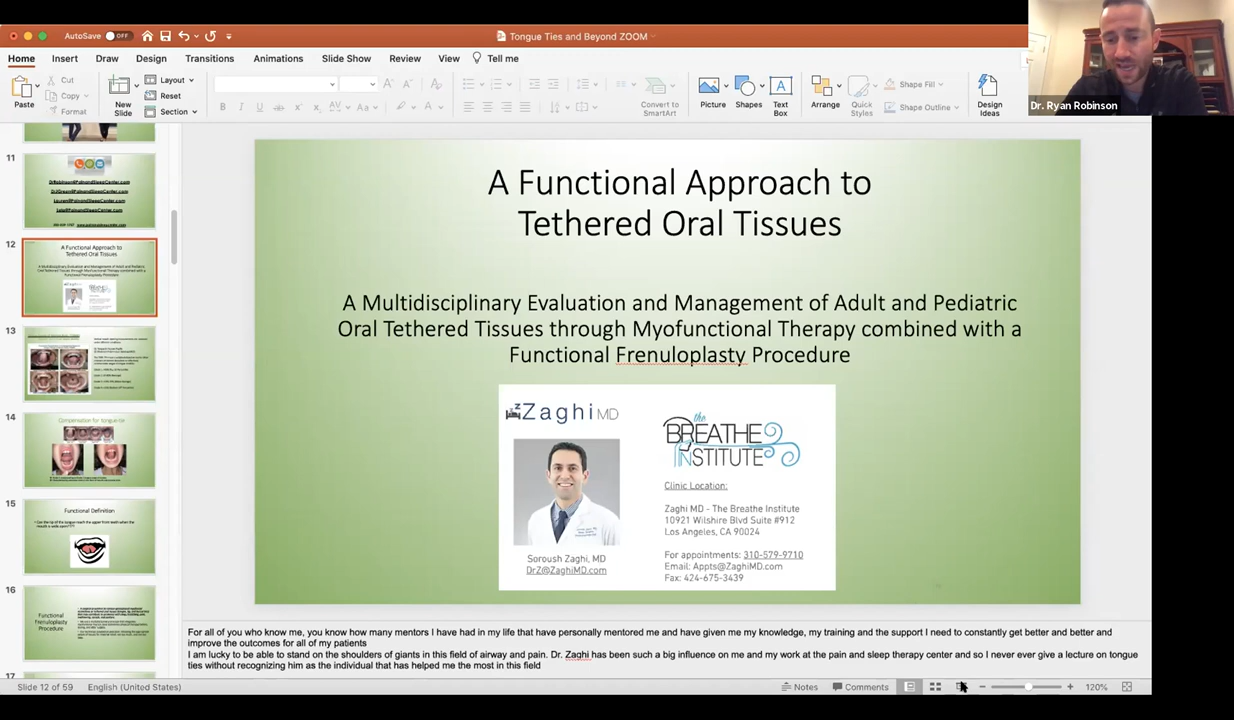 AutoSave OFF
Tongue Ties and Beyond ZOOM
Home Insert Draw Design Transitions Animations Slide Show Review View Tell me
Paste
Cut
Copy
Format
New Slide
Layout
Reset
Section
Convert to SmartArt
Picture
Shapes
Text Box
Arrange
Quick Styles
Shape Fill
Shape Outline
Design Ideas
Dr. Ryan Robinson
11
12
A Functional Approach to
Tethered Oral Tissues
13
14
Compensation for tongue-tie
15
Functional Definition
16
Functional
Frenuloplasty
Procedure
17
A Functional Approach to
Tethered Oral Tissues
A Multidisciplinary Evaluation and Management of Adult and Pediatric
Oral Tethered Tissues through Myofunctional Therapy combined with a
Functional Frenuloplasty Procedure
Zaghi MD
Soroush Zaghi, MD
DrZ@ZaghiMD.com
the
BREATHE
INSTITUTE
Clinic Location:
Zaghi MD - The Breathe Institute
10921 Wilshire Blvd Suite #912
Los Angeles, CA 90024
For appointments: 310-579-9710
Email: Appts@ZaghiMD.com
Fax: 424-675-3439
For all of you who know me, you know how many mentors I have had in my life that have personally mentored me and have given me my knowledge, my training and the support I need to constantly get better and better and
improve the outcomes for all of my patients
I am lucky to be able to stand on the shoulders of giants in this field of airway and pain. Dr. Zaghi has been such a big influence on me and my work at the pain and sleep therapy center and so I never ever give a lecture on tongue
ties without recognizing him as the individual that has helped me the most in this field
Slide 12 of 59 English (United States) Notes Comments 120%